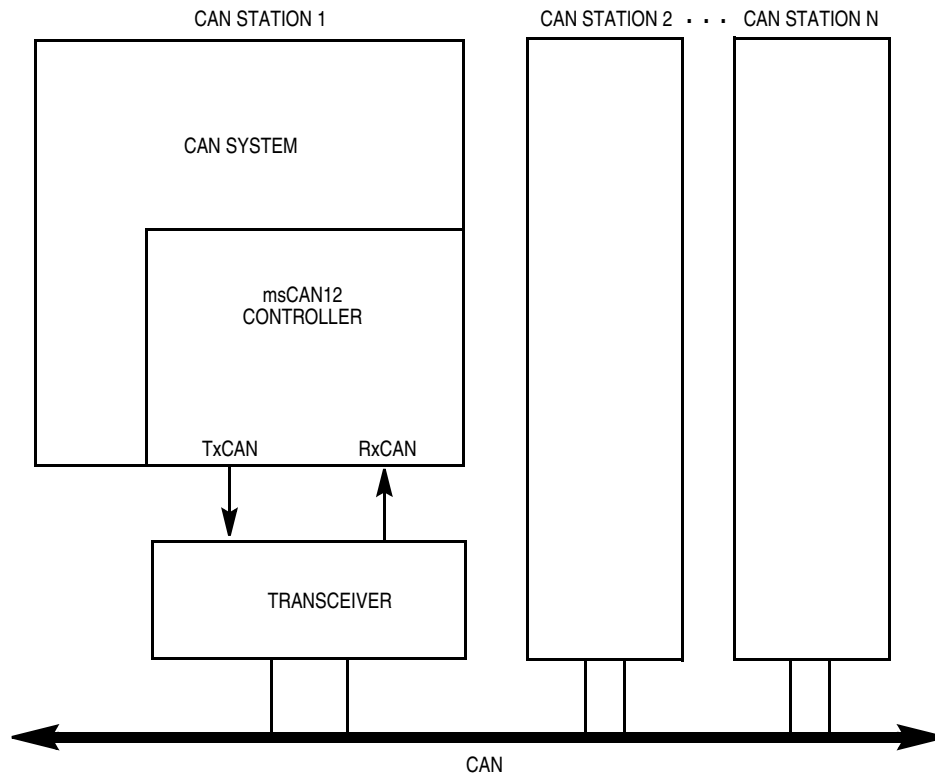 CAN STATION 1
CAN STATION 2 . . . CAN STATION N
CAN SYSTEM
msCAN12
CONTROLLER
TxCAN
RxCAN
TRANSCEIVER
CAN